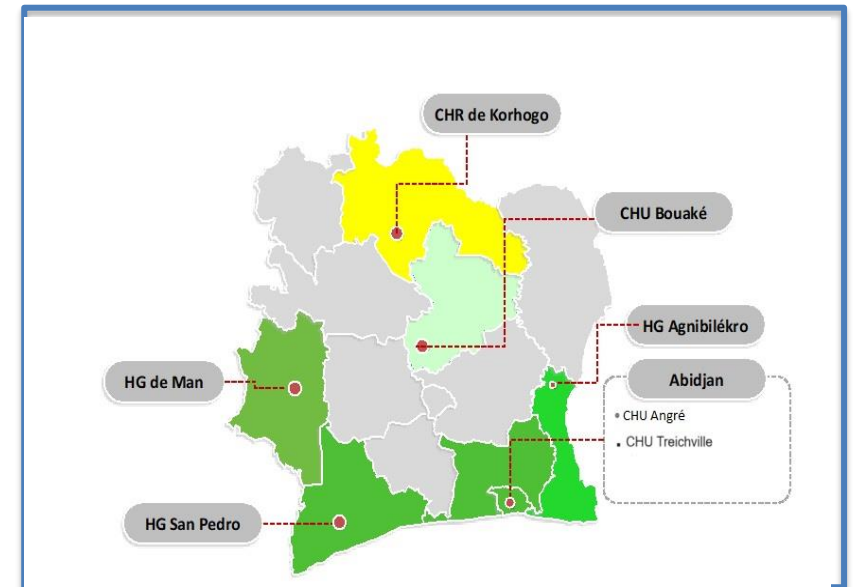 CHR de Korhogo
CHU Bouaké
HG Agnibilékro
HG de Man
Abidjan
• CHU Angré
• CHU Treichville
HG San Pedro